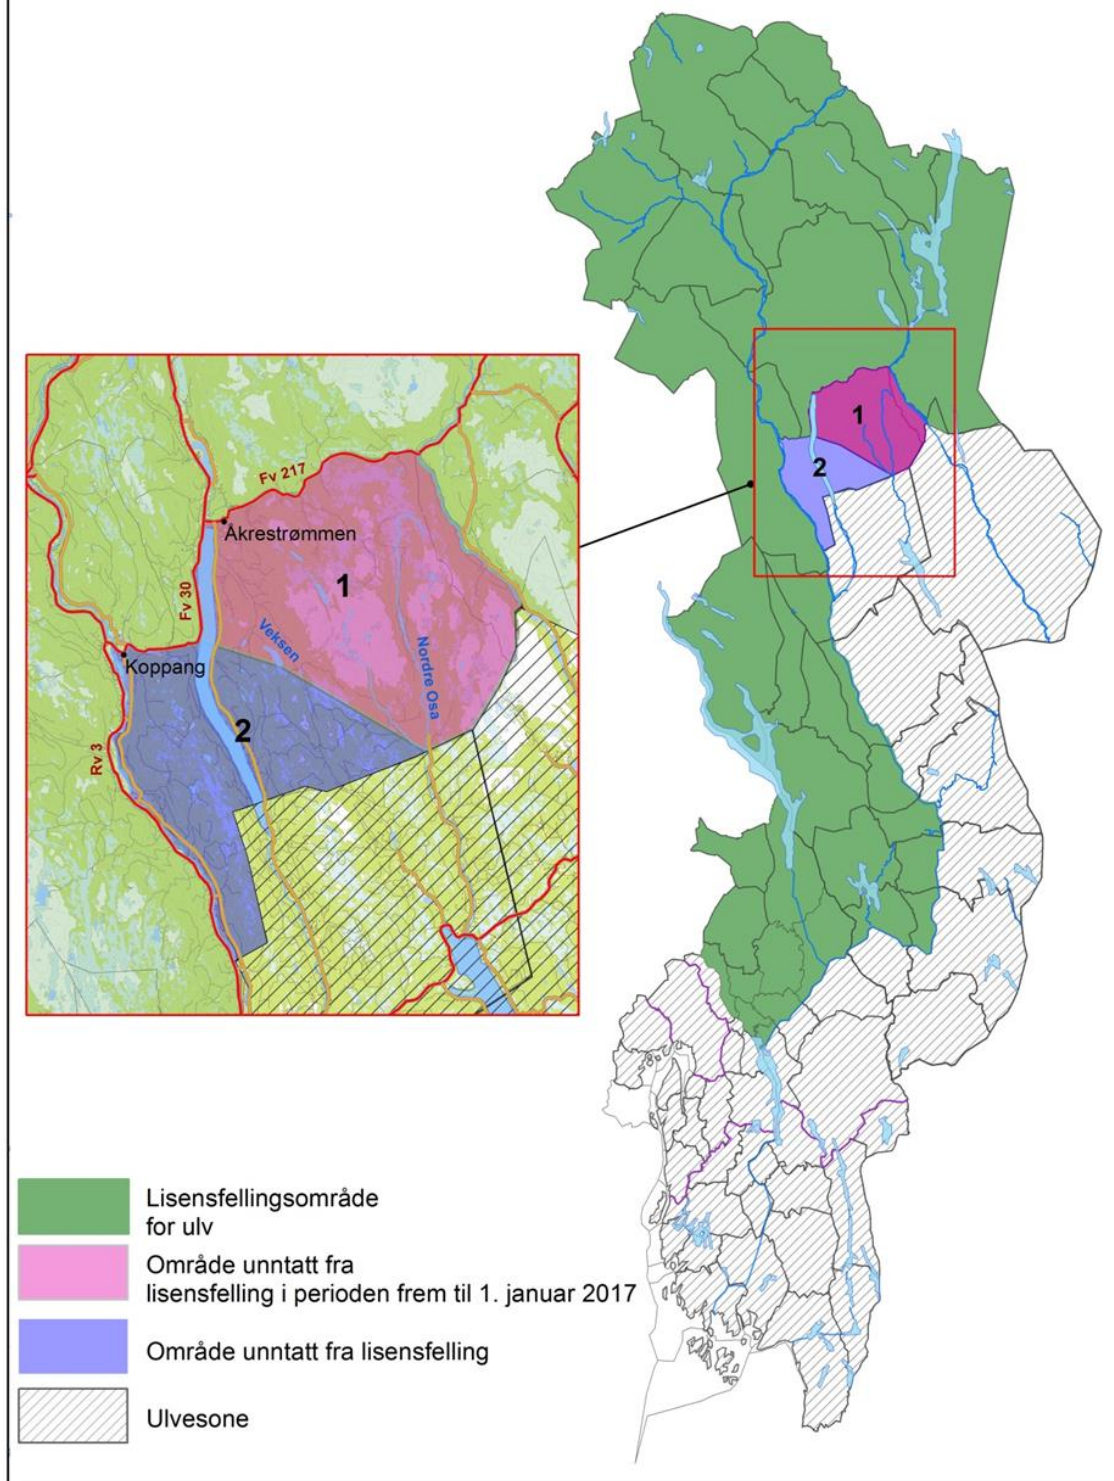 1
2
Fv 217
Åkrestrømmen
1
Fv 30
Veksen
Koppang
Nordre Osa
2
Rv 3
Lisensfellingsområde
for ulv
Område unntatt fra
lisensfelling i perioden frem til 1. januar 2017
Område unntatt fra lisensfelling
Ulvesone